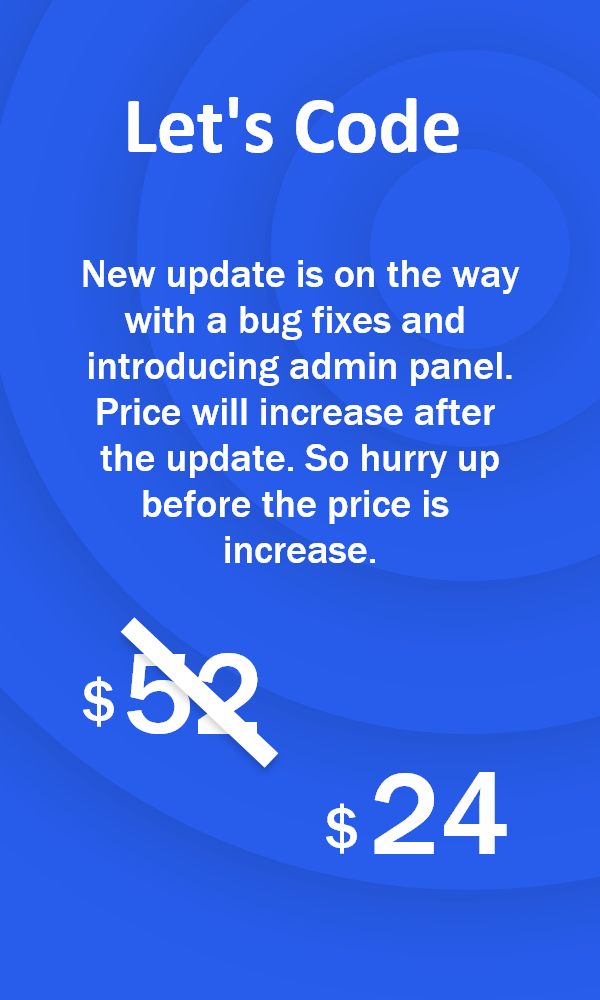 Let's Code
New update is on the way
with a bug fixes and
introducing admin panel.
Price will increase after
the update. So hurry up
before the price is
increase.
$52
$24